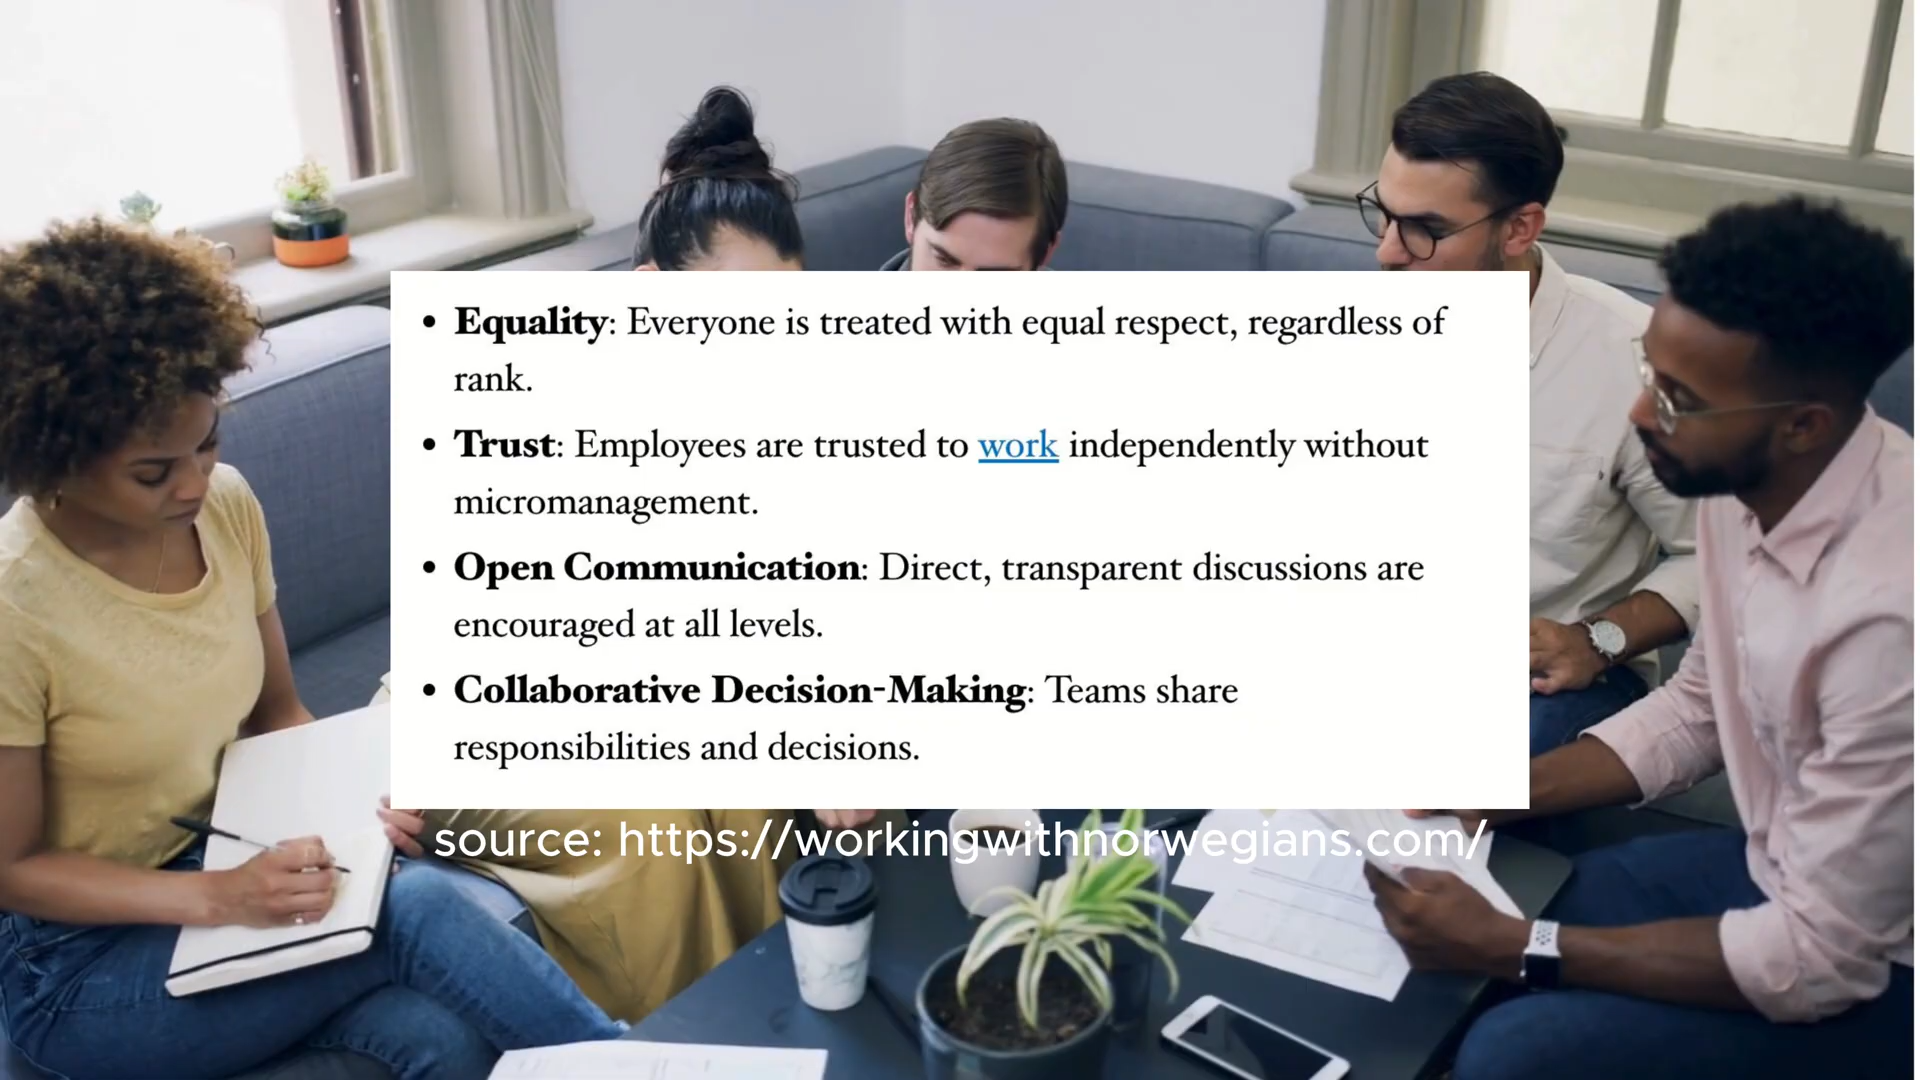 • Equality: Everyone is treated with equal respect, regardless of
rank.
• Trust: Employees are trusted to work independently without
micromanagement.
• Open Communication: Direct, transparent discussions are
encouraged at all levels.
• Collaborative Decision-Making: Teams share
responsibilities and decisions.
source: https://workingwithnorwegians.com/